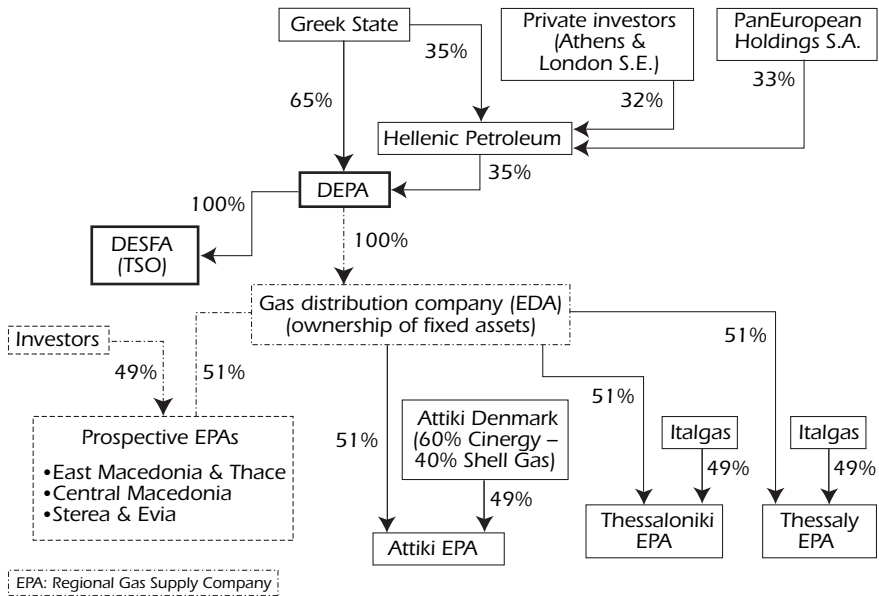 Greek State
Private investors
(Athens &
London S.E.)
PanEuropean
Holdings S.A.
35%
65%
32%
33%
Hellenic Petroleum
35%
DEPA
100%
DESFA
(TSO)
100%
Gas distribution company (EDA)
(ownership of fixed assets)
Investors
49%
51%
51%
Prospective EPAs
•East Macedonia & Thace
•Central Macedonia
•Sterea & Evia
51%
Attiki Denmark
(60% Cinergy –
40% Shell Gas)
49%
51%
Italgas
49%
Italgas
49%
Attiki EPA
Thessaloniki
EPA
Thessaly
EPA
EPA: Regional Gas Supply Company